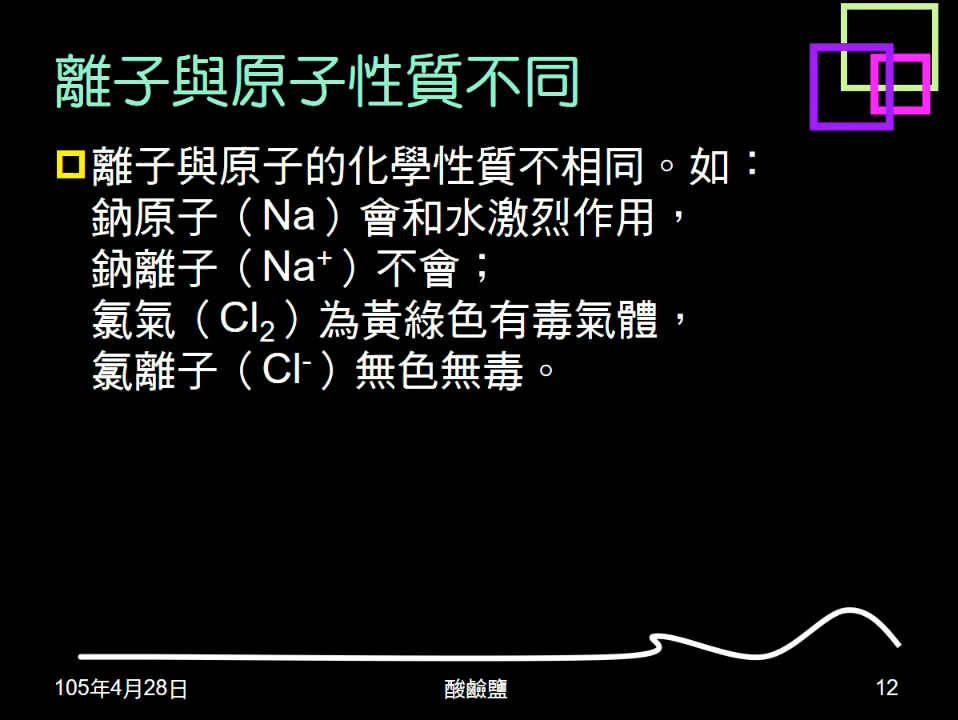 離子與原子性質不同
離子與原子的化學性質不相同。如：
鈉原子（Na）會和水激烈作用，
鈉離子（Na⁺）不會；
氯氣（Cl₂）為黃綠色有毒氣體，
氯離子（Cl⁻）無色無毒。
105年4月28日
酸鹼鹽
12